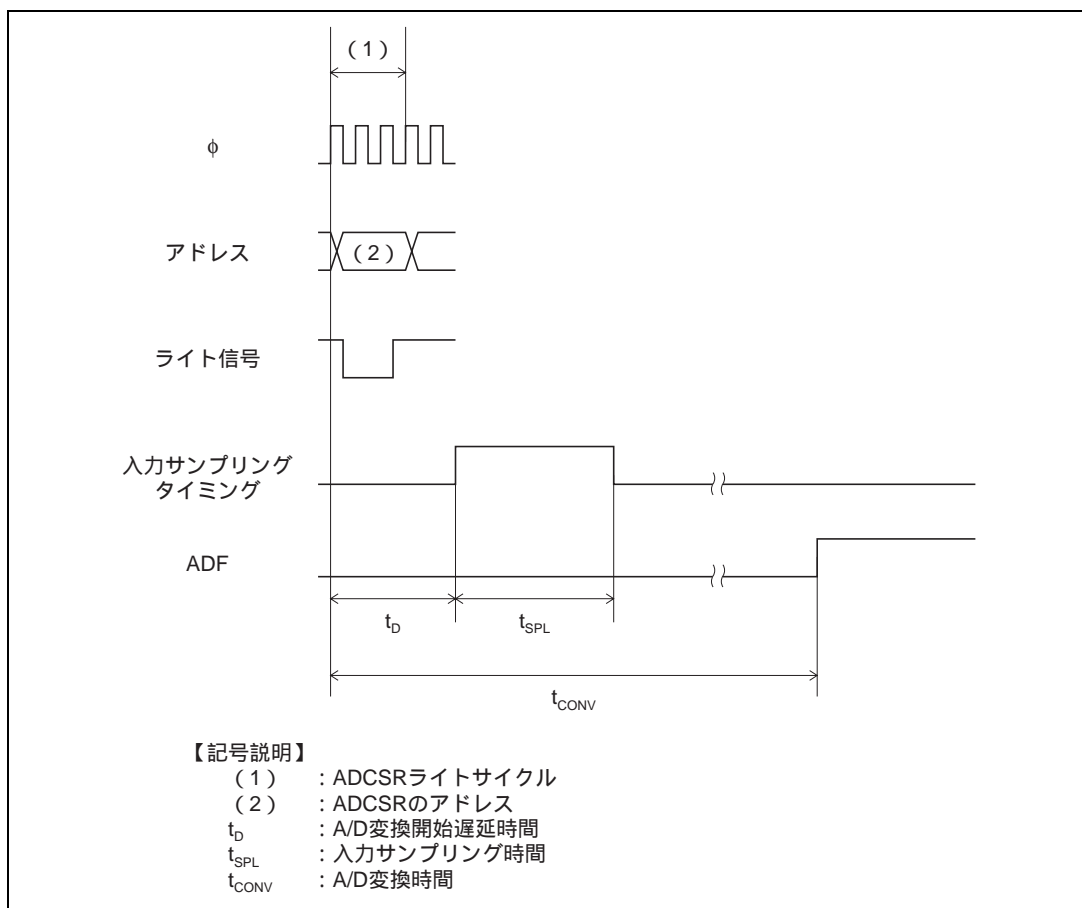 （1）
φ
アドレス
（2）
ライト信号
入力サンプリング
タイミング
ADF
tD
tSPL
tCONV
【記号説明】
（1） ：ADCSRライトサイクル
（2） ：ADCSRのアドレス
tD ：A/D変換開始遅延時間
tSPL ：入力サンプリング時間
tCONV ：A/D変換時間